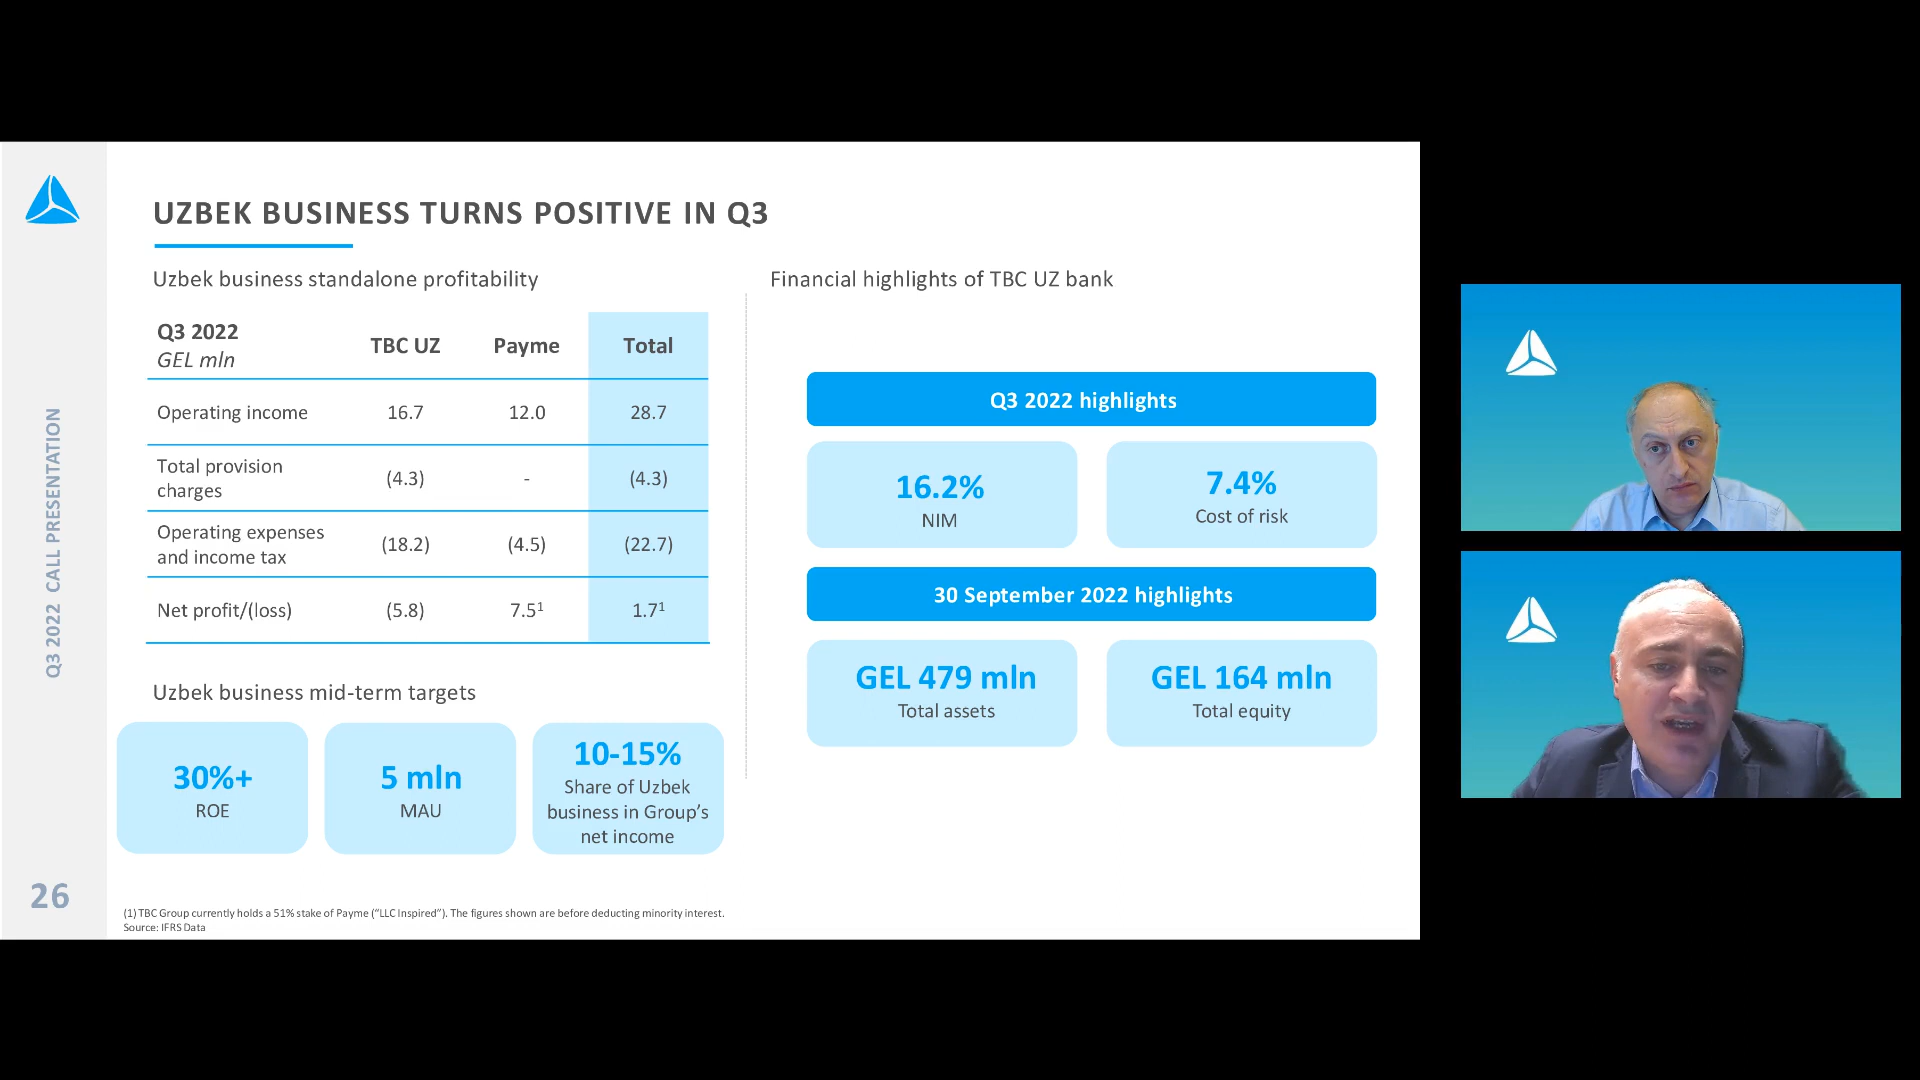 Q3 2022 CALL PRESENTATION
26
UZBEK BUSINESS TURNS POSITIVE IN Q3
Uzbek business standalone profitability
Q3 2022
GEL mln
TBC UZ
Payme
Total
Operating income
16.7
12.0
28.7
Total provision
charges
(4.3)
-
(4.3)
Operating expenses
and income tax
(18.2)
(4.5)
(22.7)
Net profit/(loss)
(5.8)
7.5¹
1.7¹
Uzbek business mid-term targets
30%+
ROE
5 mln
MAU
10-15%
Share of Uzbek
business in Group’s
net income
Financial highlights of TBC UZ bank
Q3 2022 highlights
16.2%
NIM
7.4%
Cost of risk
30 September 2022 highlights
GEL 479 mln
Total assets
GEL 164 mln
Total equity
(1) TBC Group currently holds a 51% stake of Payme (“LLC Inspired”). The figures shown are before deducting minority interest.
Source: IFRS Data